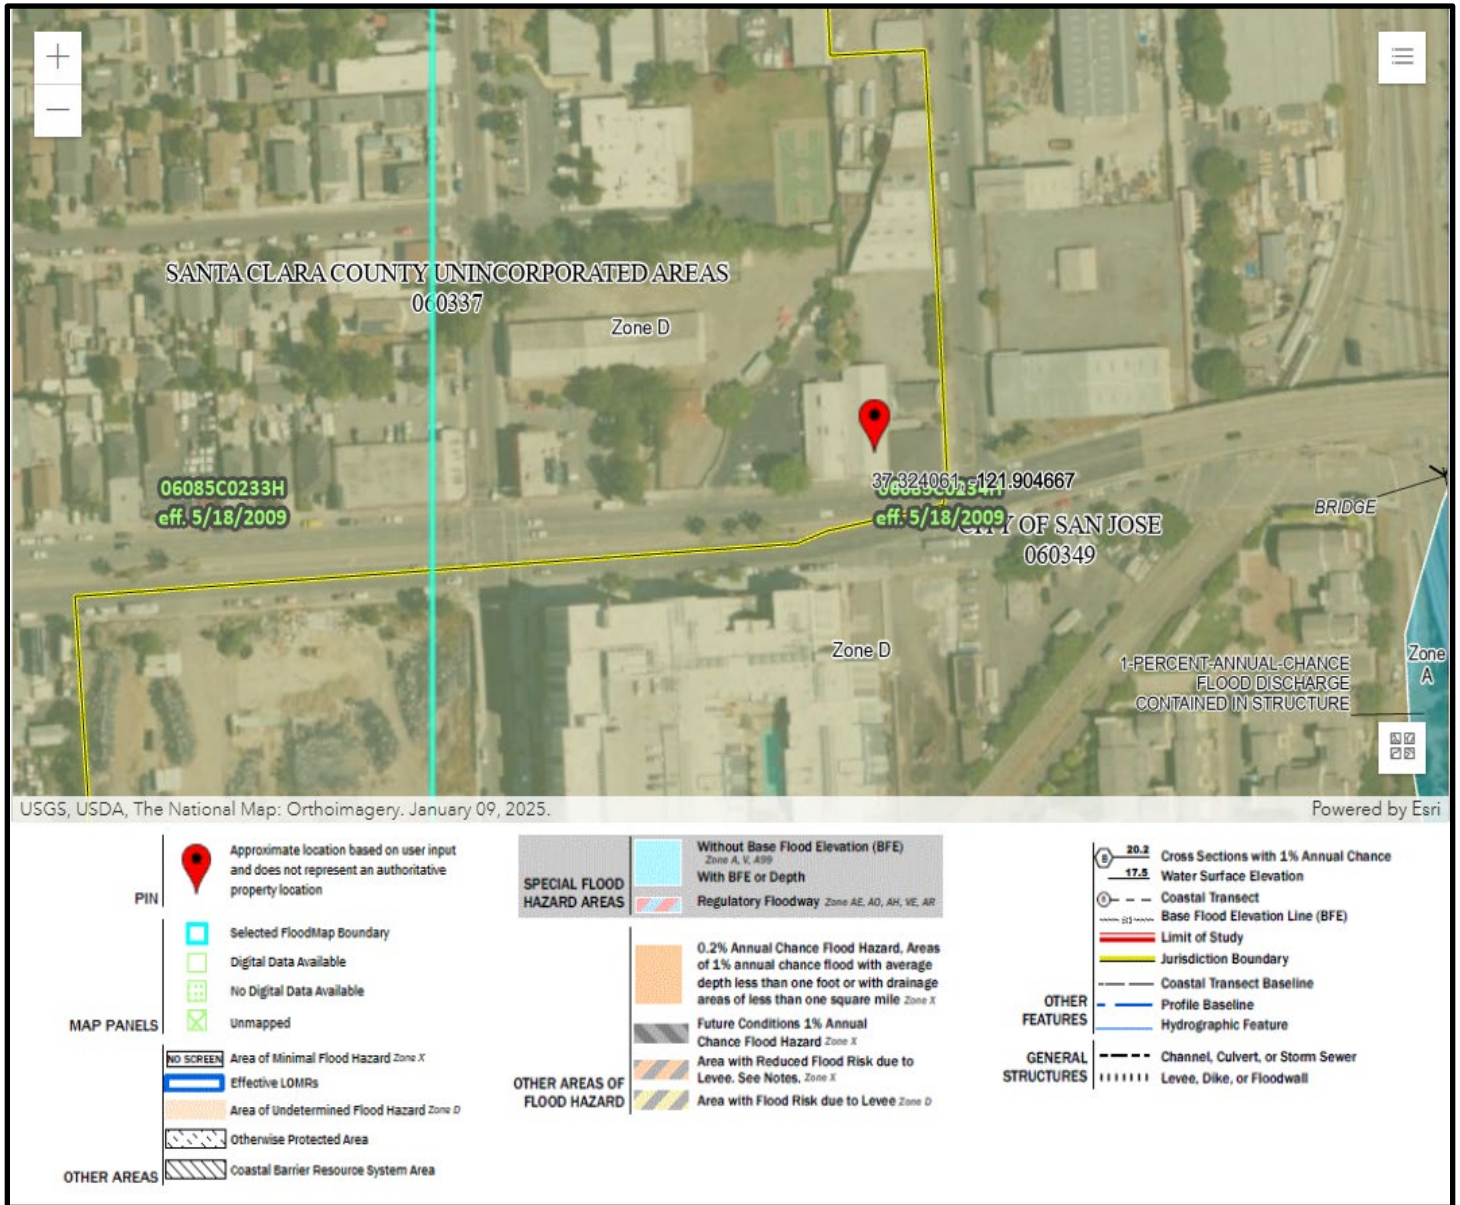 SANTA CLARA COUNTY UNINCORPORATED AREAS
060337
Zone D
06085C0233H
eff. 5/18/2009
37.324061, -121.904667
06085C0234H
eff. 5/18/2009
CITY OF SAN JOSE
060349
BRIDGE
Zone D
1-PERCENT-ANNUAL-CHANCE
FLOOD DISCHARGE
CONTAINED IN STRUCTURE
Zone
A
USGS, USDA, The National Map: Orthoimagery. January 09, 2025.
Powered by Esri
PIN
Approximate location based on user input
and does not represent an authoritative
property location
MAP PANELS
Selected FloodMap Boundary
Digital Data Available
No Digital Data Available
Unmapped
OTHER AREAS
NO SCREEN Area of Minimal Flood Hazard Zone X
Effective LOMRs
Area of Undetermined Flood Hazard Zone D
Otherwise Protected Area
Coastal Barrier Resource System Area
SPECIAL FLOOD
HAZARD AREAS
Without Base Flood Elevation (BFE)
Zone A, V, A99
With BFE or Depth
Regulatory Floodway Zone AE, AO, AH, VE, AR
OTHER AREAS OF
FLOOD HAZARD
0.2% Annual Chance Flood Hazard, Areas
of 1% annual chance flood with average
depth less than one foot or with drainage
areas of less than one square mile Zone X
Future Conditions 1% Annual
Chance Flood Hazard Zone X
Area with Reduced Flood Risk due to
Levee. See Notes. Zone X
Area with Flood Risk due to Levee Zone D
OTHER
FEATURES
B 20.2 Cross Sections with 1% Annual Chance
17.5 Water Surface Elevation
8 Coastal Transect
513 Base Flood Elevation Line (BFE)
Limit of Study
Jurisdiction Boundary
Coastal Transect Baseline
Profile Baseline
Hydrographic Feature
GENERAL
STRUCTURES
Channel, Culvert, or Storm Sewer
Levee, Dike, or Floodwall